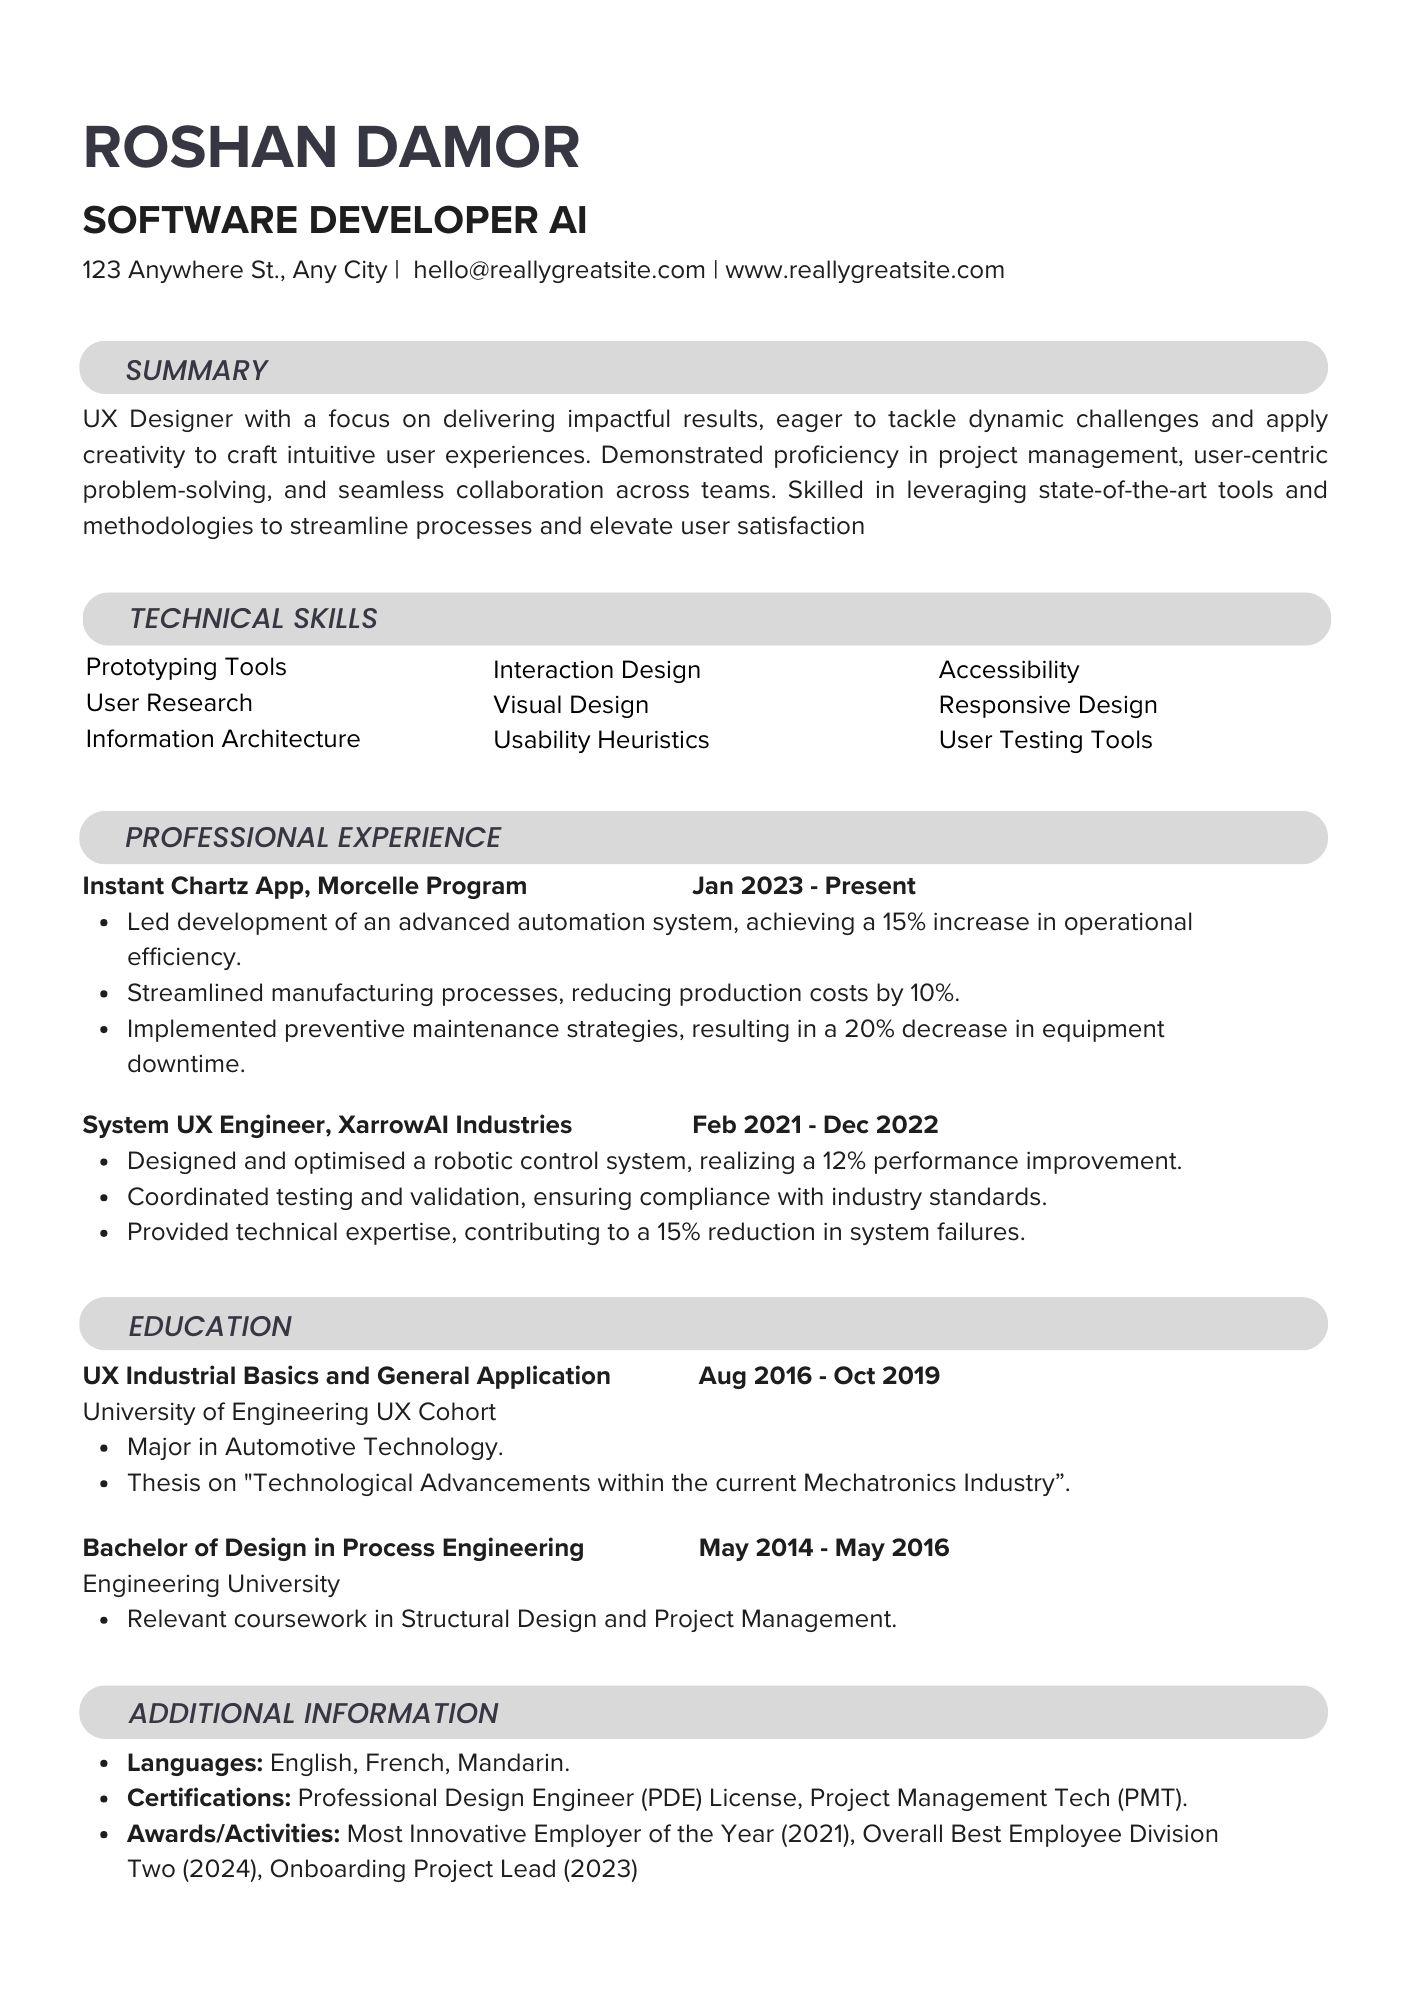 ROSHAN DAMOR
SOFTWARE DEVELOPER AI
123 Anywhere St., Any City | hello@reallygreatsite.com | www.reallygreatsite.com
SUMMARY
UX Designer with a focus on delivering impactful results, eager to tackle dynamic challenges and apply
creativity to craft intuitive user experiences. Demonstrated proficiency in project management, user-centric
problem-solving, and seamless collaboration across teams. Skilled in leveraging state-of-the-art tools and
methodologies to streamline processes and elevate user satisfaction
TECHNICAL SKILLS
Prototyping Tools
User Research
Information Architecture
Interaction Design
Visual Design
Usability Heuristics
Accessibility
Responsive Design
User Testing Tools
PROFESSIONAL EXPERIENCE
Instant Chartz App, Morcelle Program Jan 2023 - Present
• Led development of an advanced automation system, achieving a 15% increase in operational
efficiency.
• Streamlined manufacturing processes, reducing production costs by 10%.
• Implemented preventive maintenance strategies, resulting in a 20% decrease in equipment
downtime.
System UX Engineer, XarrowAI Industries Feb 2021 - Dec 2022
• Designed and optimised a robotic control system, realizing a 12% performance improvement.
• Coordinated testing and validation, ensuring compliance with industry standards.
• Provided technical expertise, contributing to a 15% reduction in system failures.
EDUCATION
UX Industrial Basics and General Application Aug 2016 - Oct 2019
University of Engineering UX Cohort
• Major in Automotive Technology.
• Thesis on "Technological Advancements within the current Mechatronics Industry”.
Bachelor of Design in Process Engineering May 2014 - May 2016
Engineering University
• Relevant coursework in Structural Design and Project Management.
ADDITIONAL INFORMATION
• Languages: English, French, Mandarin.
• Certifications: Professional Design Engineer (PDE) License, Project Management Tech (PMT).
• Awards/Activities: Most Innovative Employer of the Year (2021), Overall Best Employee Division
Two (2024), Onboarding Project Lead (2023)